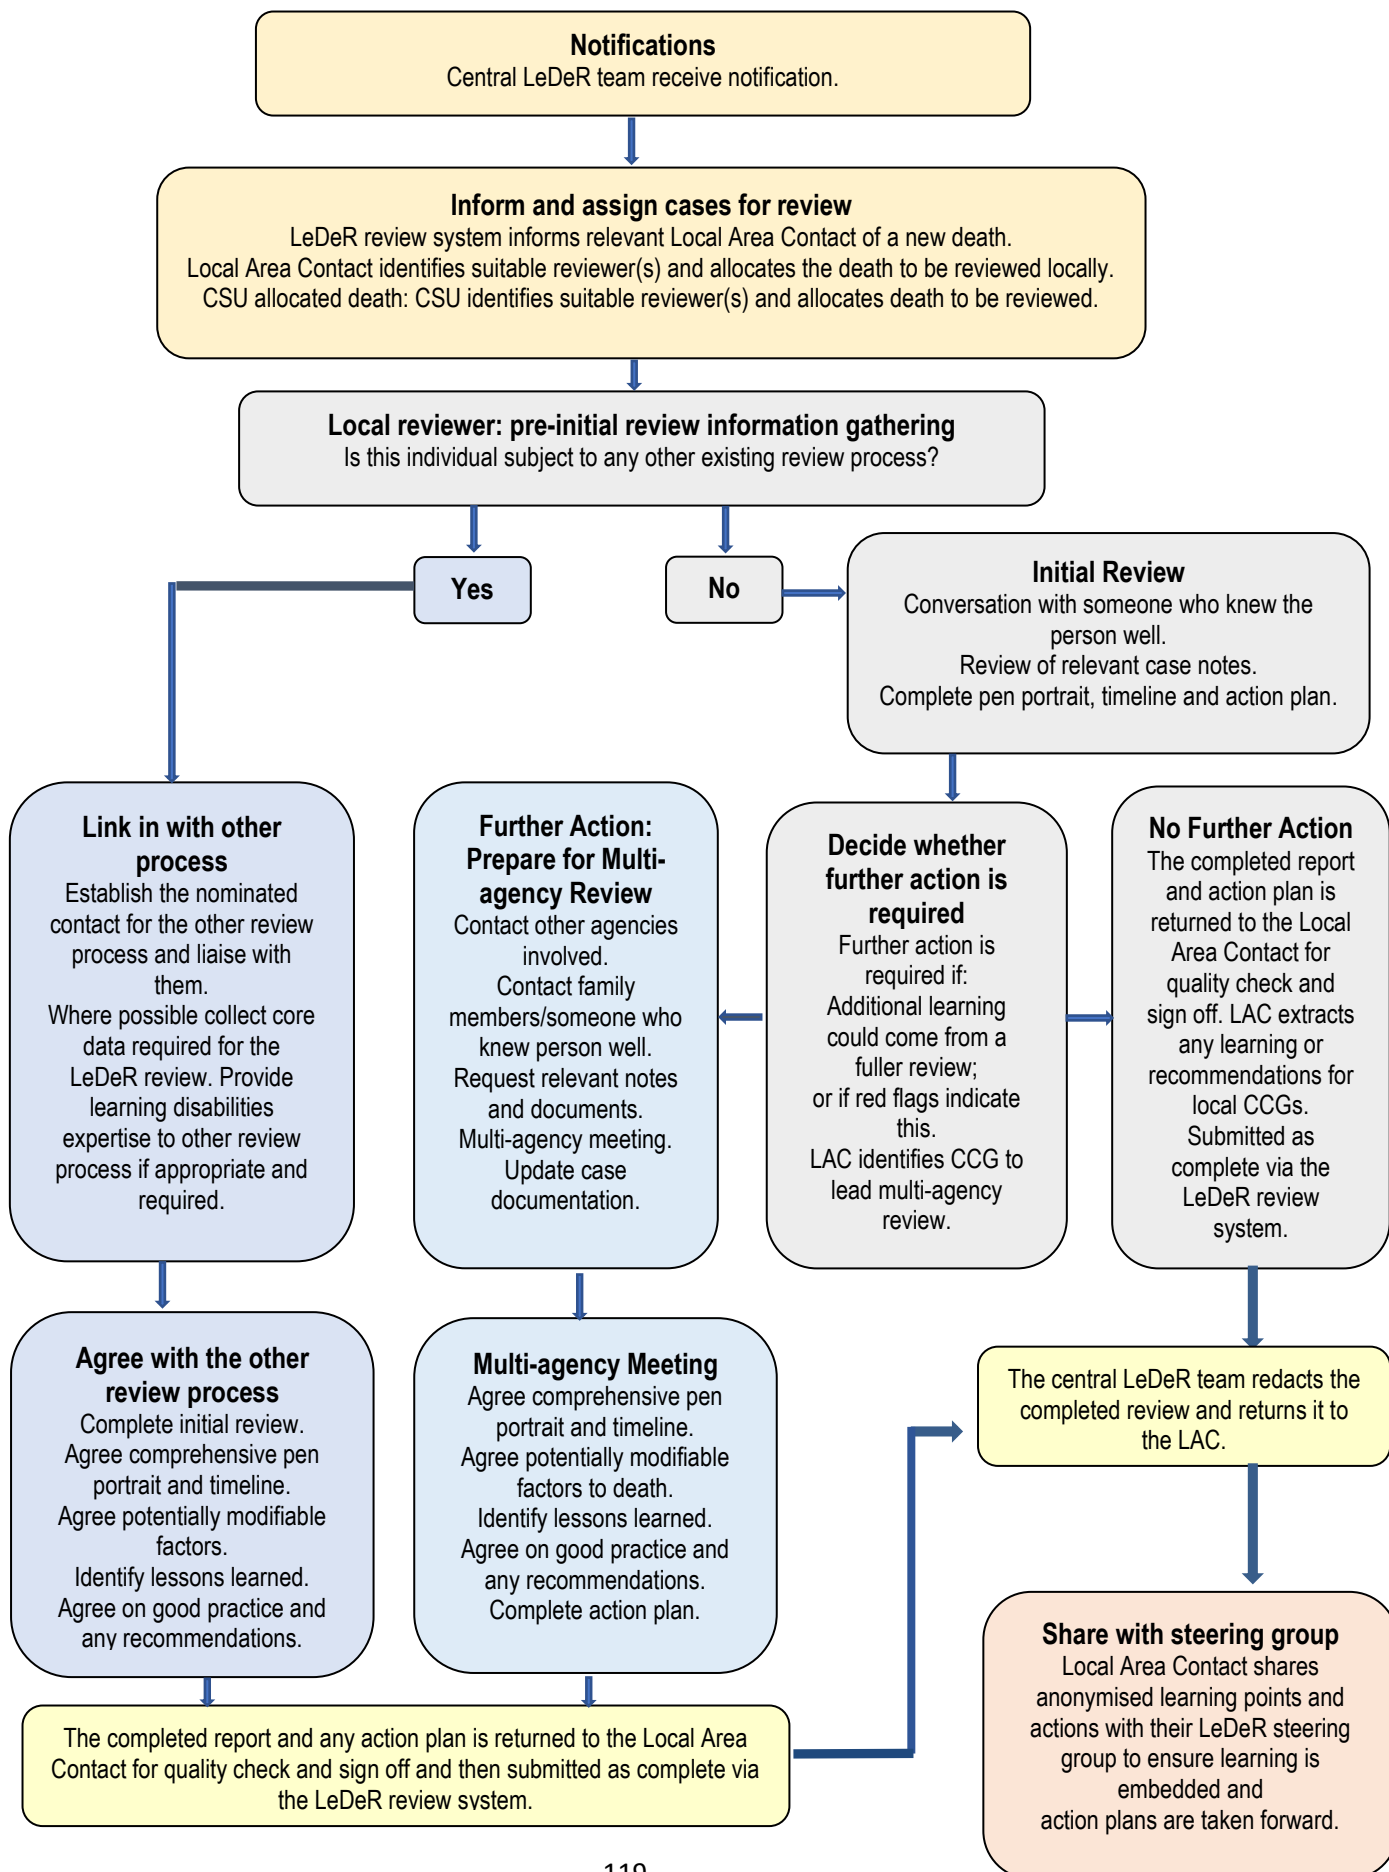 Notifications
Central LeDeR team receive notification.
Inform and assign cases for review
LeDeR review system informs relevant Local Area Contact of a new death.
Local Area Contact identifies suitable reviewer(s) and allocates the death to be reviewed locally.
CSU allocated death: CSU identifies suitable reviewer(s) and allocates death to be reviewed.
Local reviewer: pre-initial review information gathering
Is this individual subject to any other existing review process?
Yes
No
Initial Review
Conversation with someone who knew the
person well.
Review of relevant case notes.
Complete pen portrait, timeline and action plan.
Link in with other
process
Establish the nominated
contact for the other review
process and liaise with
them.
Where possible collect core
data required for the
LeDeR review. Provide
learning disabilities
expertise to other review
process if appropriate and
required.
Further Action:
Prepare for Multi-
agency Review
Contact other agencies
involved.
Contact family
members/someone who
knew person well.
Request relevant notes
and documents.
Multi-agency meeting.
Update case
documentation.
Decide whether
further action is
required
Further action is
required if:
Additional learning
could come from a
fuller review;
or if red flags indicate
this.
LAC identifies CCG to
lead multi-agency
review.
No Further Action
The completed report
and action plan is
returned to the Local
Area Contact for
quality check and
sign off. LAC extracts
any learning or
recommendations for
local CCGs.
Submitted as
complete via the
LeDeR review
system.
Agree with the other
review process
Complete initial review.
Agree comprehensive pen
portrait and timeline.
Agree potentially modifiable
factors.
Identify lessons learned.
Agree on good practice and
any recommendations.
Multi-agency Meeting
Agree comprehensive pen
portrait and timeline.
Agree potentially modifiable
factors to death.
Identify lessons learned.
Agree on good practice and
any recommendations.
Complete action plan.
The central LeDeR team redacts the
completed review and returns it to
the LAC.
Share with steering group
Local Area Contact shares
anonymised learning points and
actions with their LeDeR steering
group to ensure learning is
embedded and
action plans are taken forward.
The completed report and any action plan is returned to the Local Area
Contact for quality check and sign off and then submitted as complete via
the LeDeR review system.
119